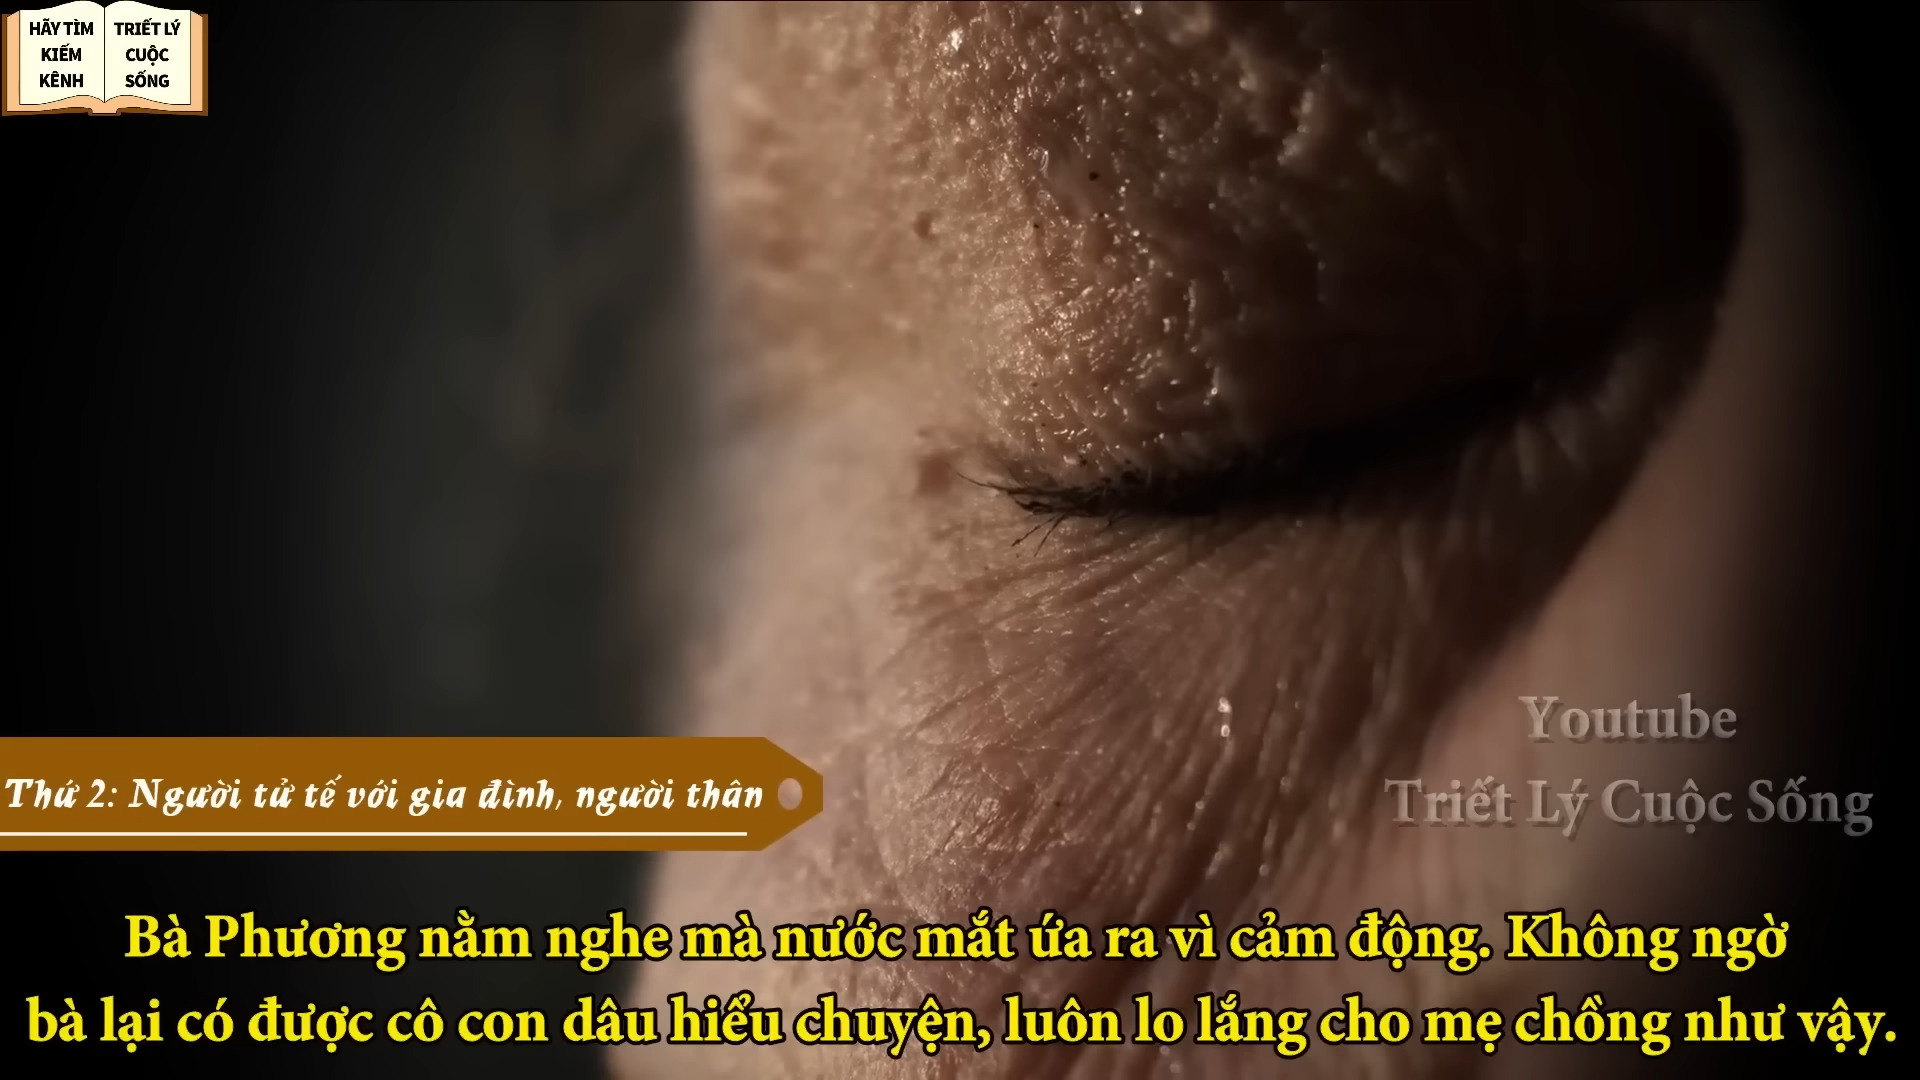 HÃY TÌM
KIẾM
KÊNH
TRIẾT LÝ
CUỘC
SỐNG
Youtube
Triết Lý Cuộc Sống
Thứ 2: Người tử tế với gia đình, người thân
Bà Phương nằm nghe mà nước mắt ứa ra vì cảm động. Không ngờ
bà lại có được cô con dâu hiểu chuyện, luôn lo lắng cho mẹ chồng như vậy.